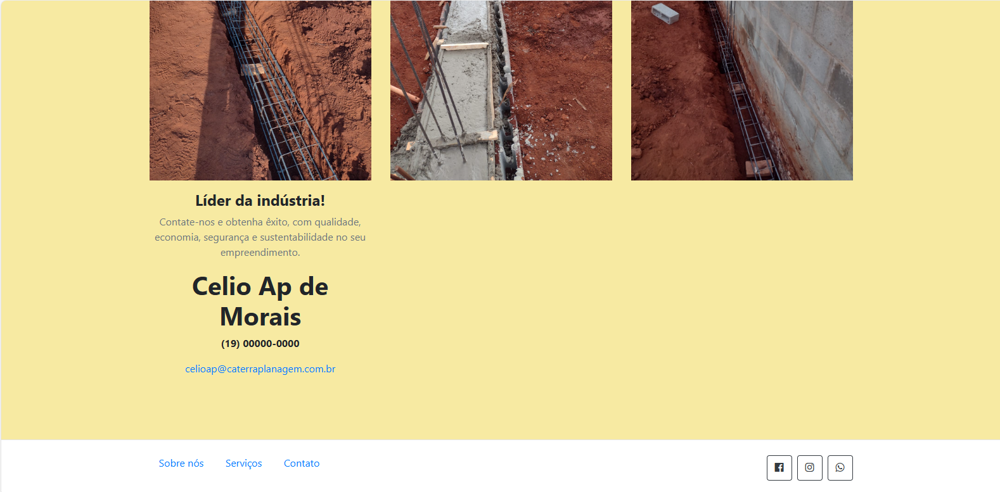 Líder da indústria!
Contate-nos e obtenha êxito, com qualidade,
economia, segurança e sustentabilidade no seu
empreendimento.
Celio Ap de
Morais
(19) 00000-0000
celioap@caterraplanagem.com.br
Sobre nós Serviços Contato